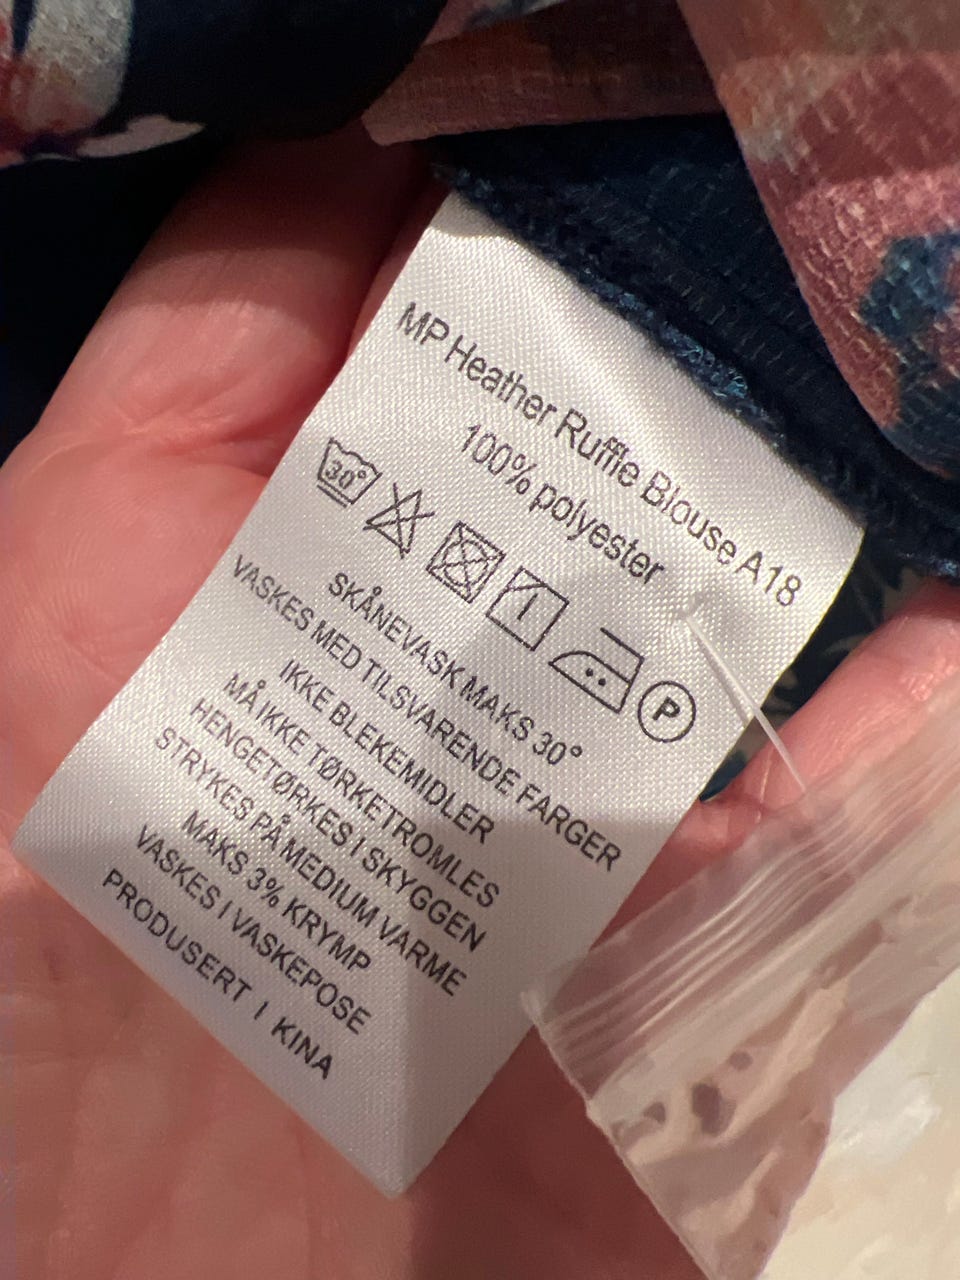 MP Heather Ruffle Blouse A18
100% polyester
30° P
SKÅNEVASK MAKS 30°
VASKES MED TILSVARENDE FARGER
IKKE BLEKEMIDLER
MÅ IKKE TØRKETROMLES
HENGETØRKES I SKYGGEN
STRYKES PÅ MEDIUM VARME
MAKS 3% KRYMP
VASKES I VASKEPOSE
PRODUSERT I KINA